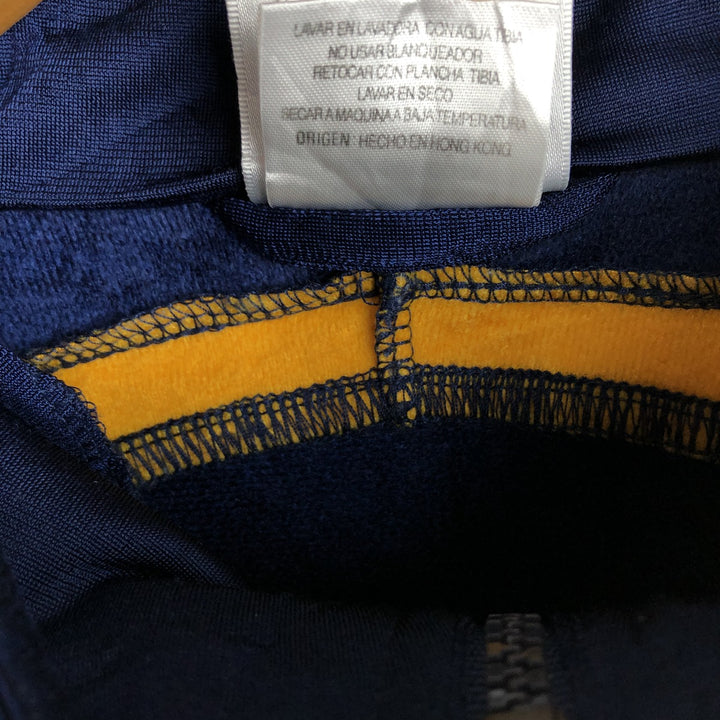 LAVAR EN LAVADORA CON AGUA TIBIA
NO USAR BLANQUEADOR
RETOCAR CON PLANCHA TIBIA
LAVAR EN SECO
SECAR A MAQUINA A BAJA TEMPERATURA
ORIGEN: HECHO EN HONG KONG